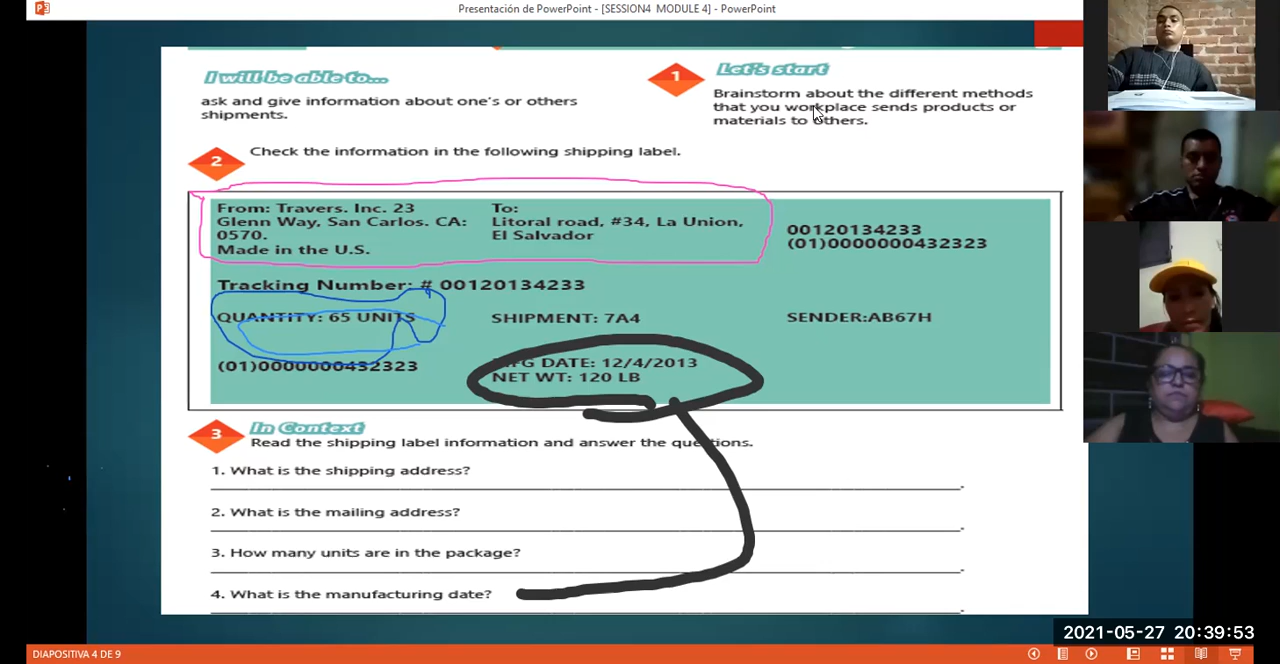 Presentación de PowerPoint - [SESSION4 MODULE 4] - PowerPoint
I will be able to...
ask and give information about one's or others
shipments.
1
Let's start
Brainstorm about the different methods
that you workplace sends products or
materials to others.
2
Check the information in the following shipping label.
From: Travers. Inc. 23
Glenn Way, San Carlos. CA:
0570.
Made in the U.S.
To:
Litoral road, #34, La Union,
El Salvador
00120134233
(01)0000000432323
Tracking Number: # 00120134233
QUANTITY: 65 UNITS
SHIPMENT: 7A4
SENDER:AB67H
(01)0000000432323
MFG DATE: 12/4/2013
NET WT: 120 LB
3
In Context
Read the shipping label information and answer the questions.
1. What is the shipping address?
2. What is the mailing address?
3. How many units are in the package?
4. What is the manufacturing date?
2021-05-27 20:39:53
DIAPOSITIVA 4 DE 9